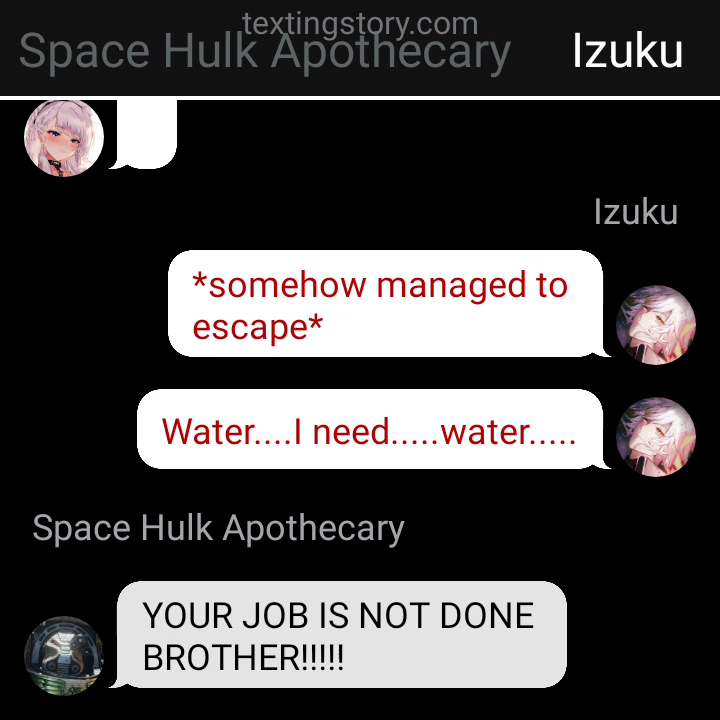 textingstory.com
Space Hulk Apothecary
Izuku
Izuku
*somehow managed to
escape*
Water....I need.....water.....
Space Hulk Apothecary
YOUR JOB IS NOT DONE
BROTHER!!!!!